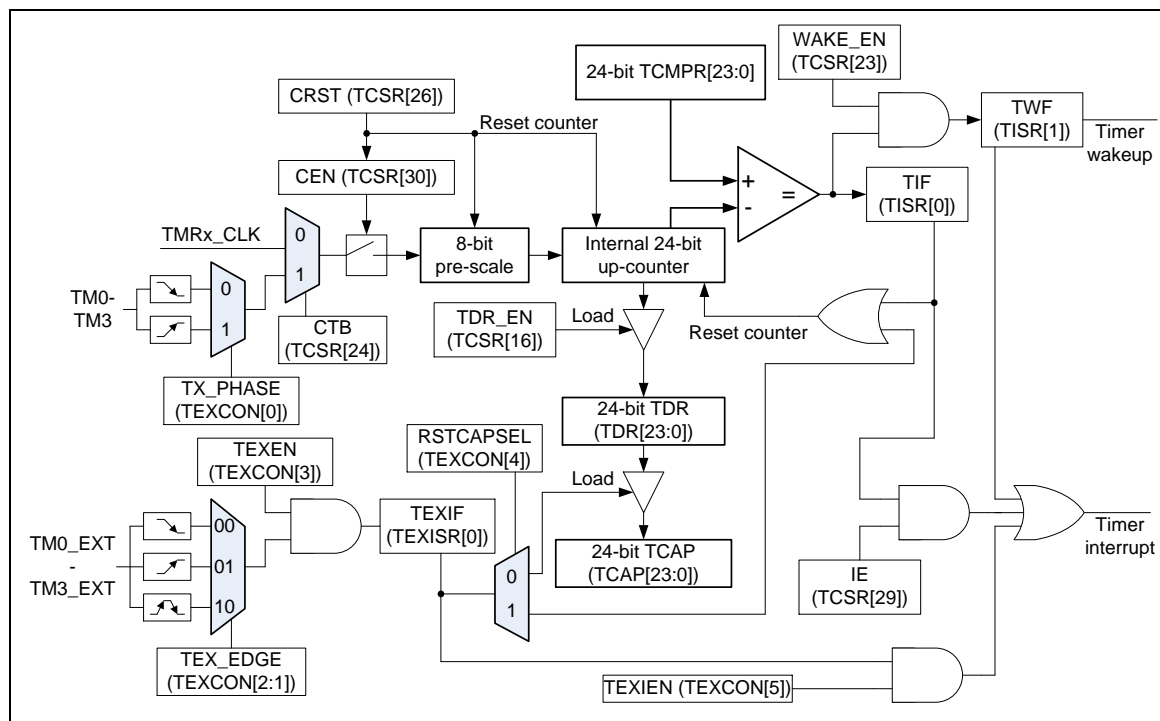 WAKE_EN
(TCSR[23])
24-bit TCMPR[23:0]
CRST (TCSR[26])
Reset counter
TWF
(TISR[1])
Timer
wakeup
CEN (TCSR[30])
+
-
=
TIF
(TISR[0])
TMRx_CLK
0
1
8-bit
pre-scale
Internal 24-bit
up-counter
TM0-
TM3
0
1
CTB
(TCSR[24])
TDR_EN
(TCSR[16])
Load
Reset counter
TX_PHASE
(TEXCON[0])
24-bit TDR
(TDR[23:0])
RSTCAPSEL
(TEXCON[4])
TEXEN
(TEXCON[3])
Load
TEXIF
(TEXISR[0])
TM0_EXT
-
TM3_EXT
00
01
10
24-bit TCAP
(TCAP[23:0])
0
1
Timer
interrupt
IE
(TCSR[29])
TEX_EDGE
(TEXCON[2:1])
TEXIEN (TEXCON[5])